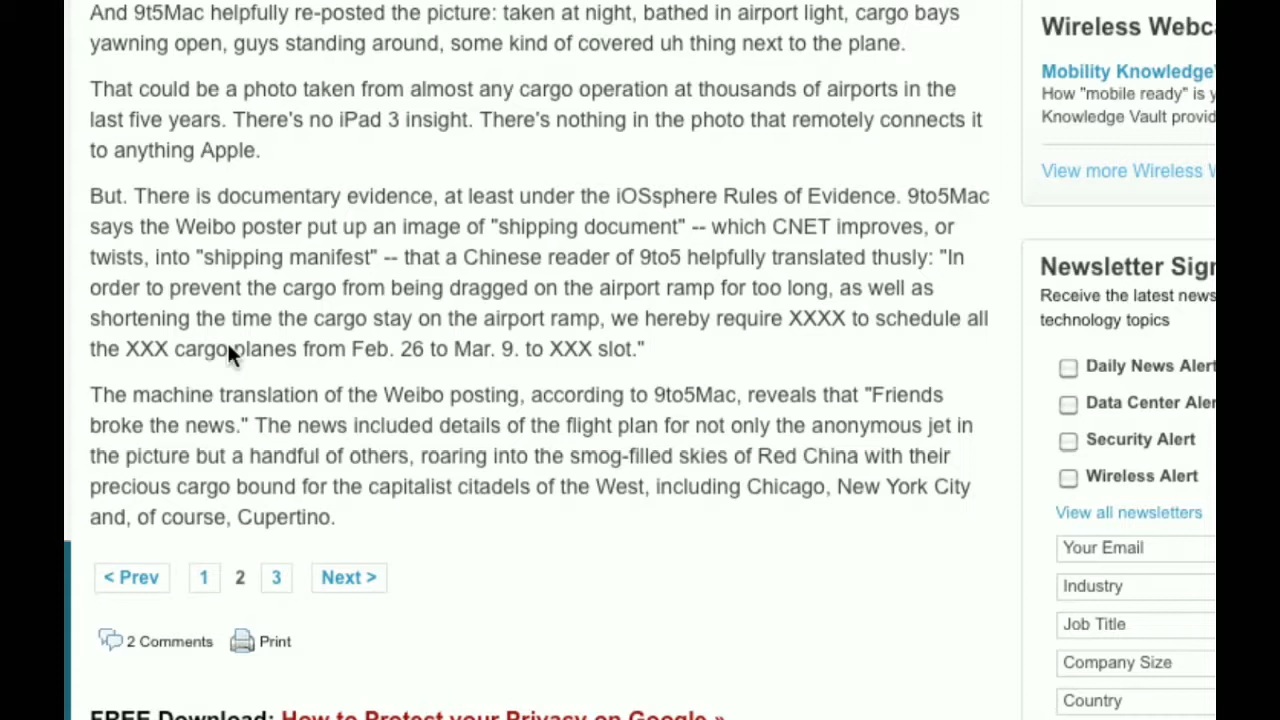 And 9t5Mac helpfully re-posted the picture: taken at night, bathed in airport light, cargo bays
yawning open, guys standing around, some kind of covered uh thing next to the plane.
That could be a photo taken from almost any cargo operation at thousands of airports in the
last five years. There's no iPad 3 insight. There's nothing in the photo that remotely connects it
to anything Apple.
But. There is documentary evidence, at least under the iOSsphere Rules of Evidence. 9to5Mac
says the Weibo poster put up an image of "shipping document" -- which CNET improves, or
twists, into "shipping manifest" -- that a Chinese reader of 9to5 helpfully translated thusly: "In
order to prevent the cargo from being dragged on the airport ramp for too long, as well as
shortening the time the cargo stay on the airport ramp, we hereby require XXXX to schedule all
the XXX cargo planes from Feb. 26 to Mar. 9. to XXX slot."
The machine translation of the Weibo posting, according to 9to5Mac, reveals that "Friends
broke the news." The news included details of the flight plan for not only the anonymous jet in
the picture but a handful of others, roaring into the smog-filled skies of Red China with their
precious cargo bound for the capitalist citadels of the West, including Chicago, New York City
and, of course, Cupertino.
< Prev 1 2 3 Next >
2 Comments Print
FREE Download: How to Protect your Privacy on Google »
Wireless Webc
Mobility Knowledge
How "mobile ready" is y
Knowledge Vault provid
View more Wireless
Newsletter Sign
Receive the latest news
technology topics
Daily News Alert
Data Center Aler
Security Alert
Wireless Alert
View all newsletters
Your Email
Industry
Job Title
Company Size
Country